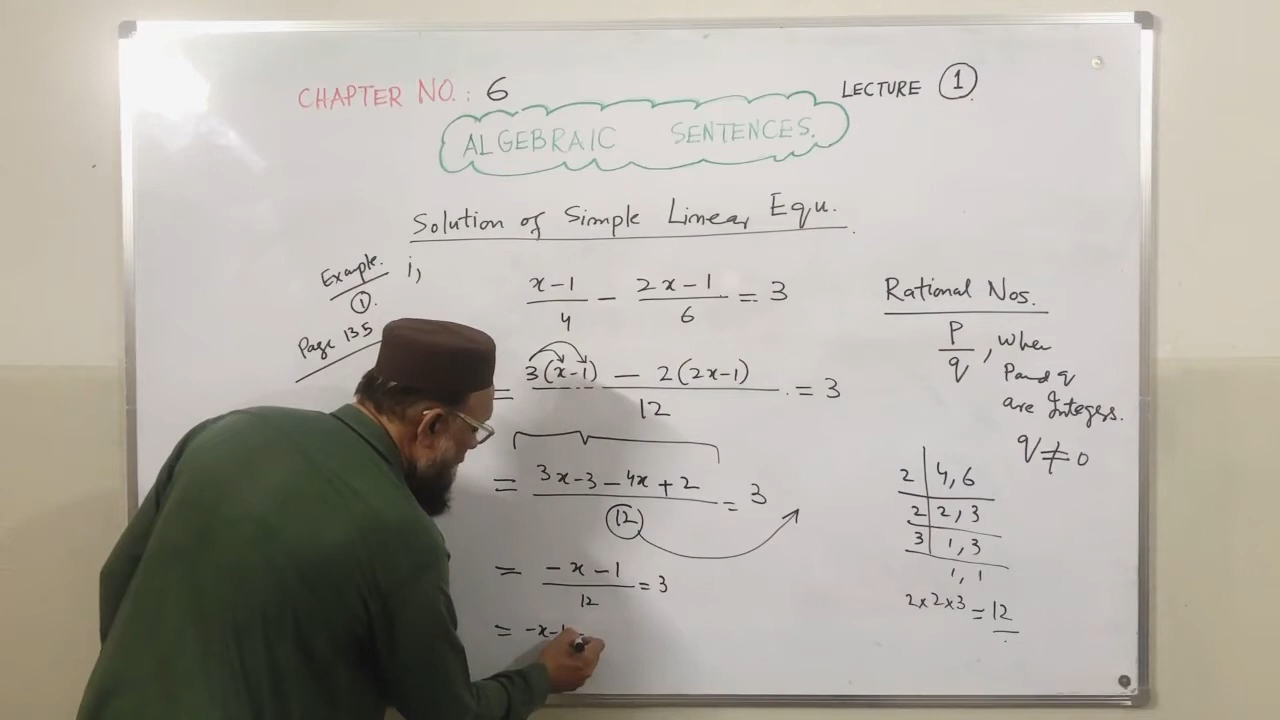 CHAPTER NO.: 6
LECTURE 1
ALGEBRAIC SENTENCES.
Solution of Simple Linear Equ.
Example. i,
①.
Page 135
x-1/4 - 2x-1/6 = 3
= 3(x-1) - 2(2x-1)/12 = 3
= 3x-3-4x+2/12 = 3
= -x-1/12 = 3
= -x-1 =
Rational Nos.
P/q, when
P and q
are Integers.
q ≠ 0
2 | 4, 6
2 | 2, 3
3 | 1, 3
1, 1
2×2×3 = 12